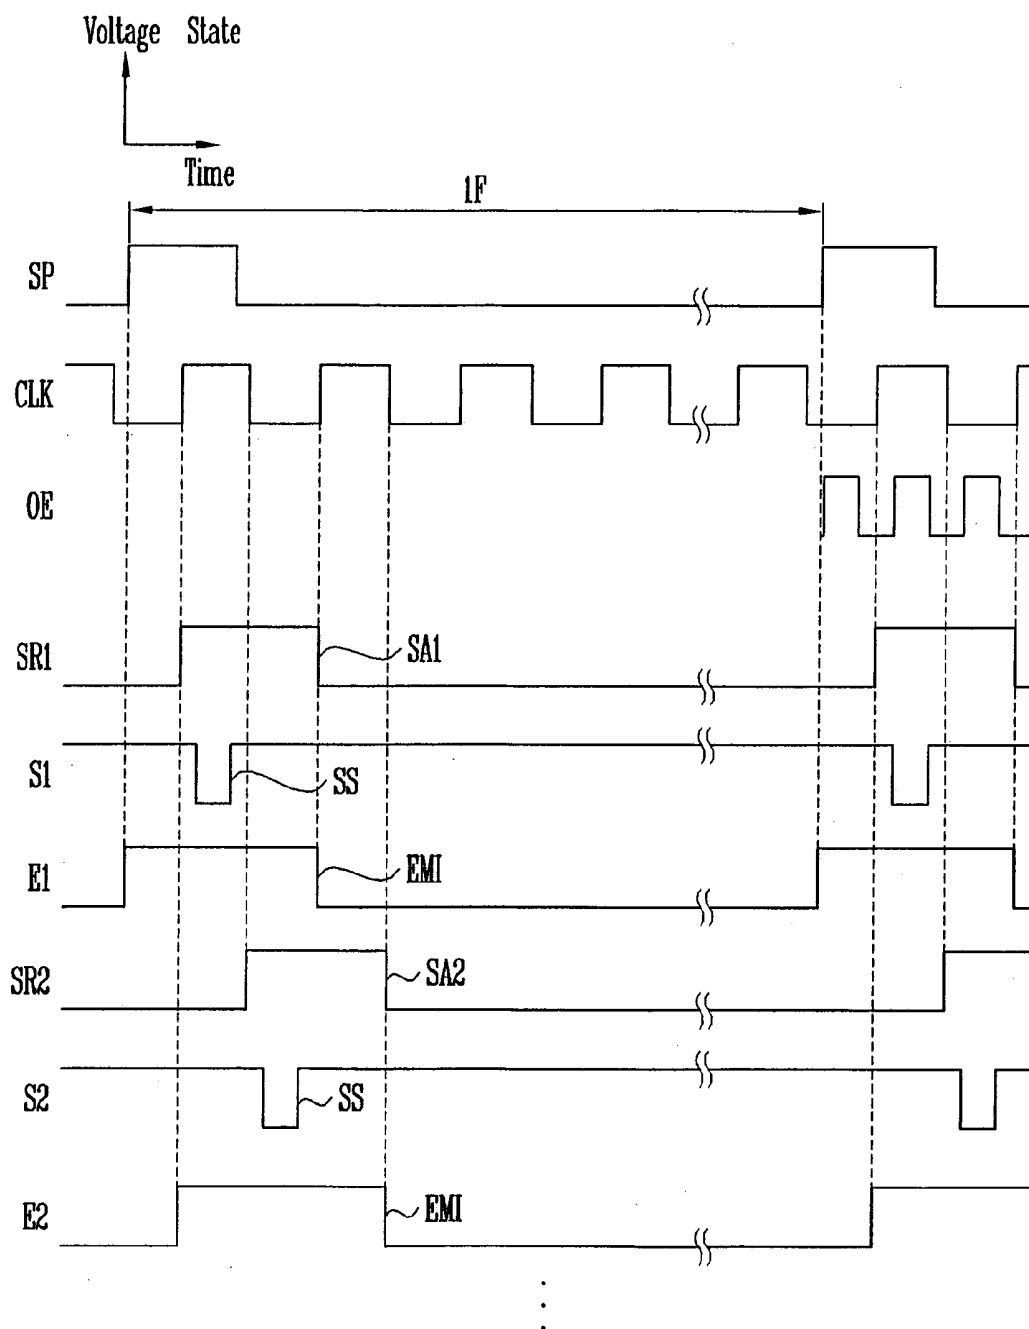 Voltage State
Time
1F
SP
CLK
OE
SR1
SA1
S1
SS
E1
EMI
SR2
SA2
S2
SS
E2
EMI